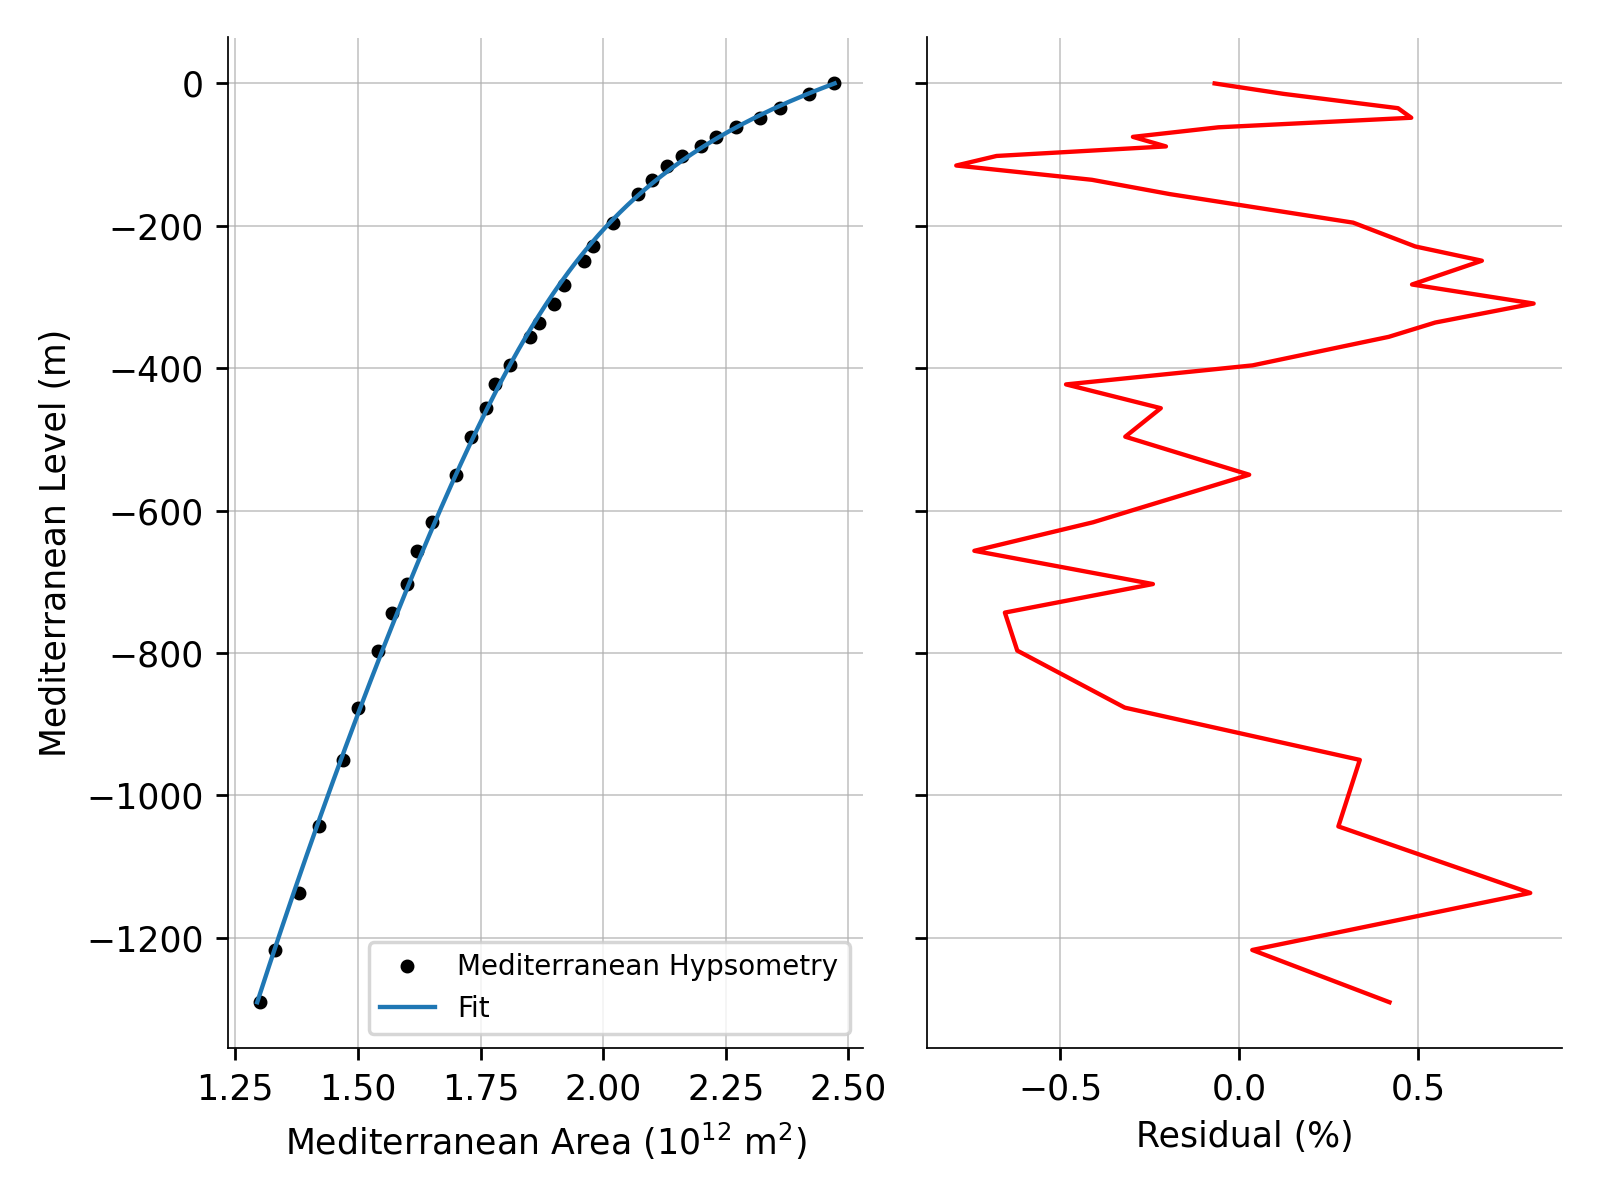 0
−200
−400
−600
−800
−1000
−1200
Mediterranean Level (m)
Mediterranean Hypsometry
Fit
1.25 1.50 1.75 2.00 2.25 2.50
Mediterranean Area (10¹² m²)
−0.5 0.0 0.5
Residual (%)